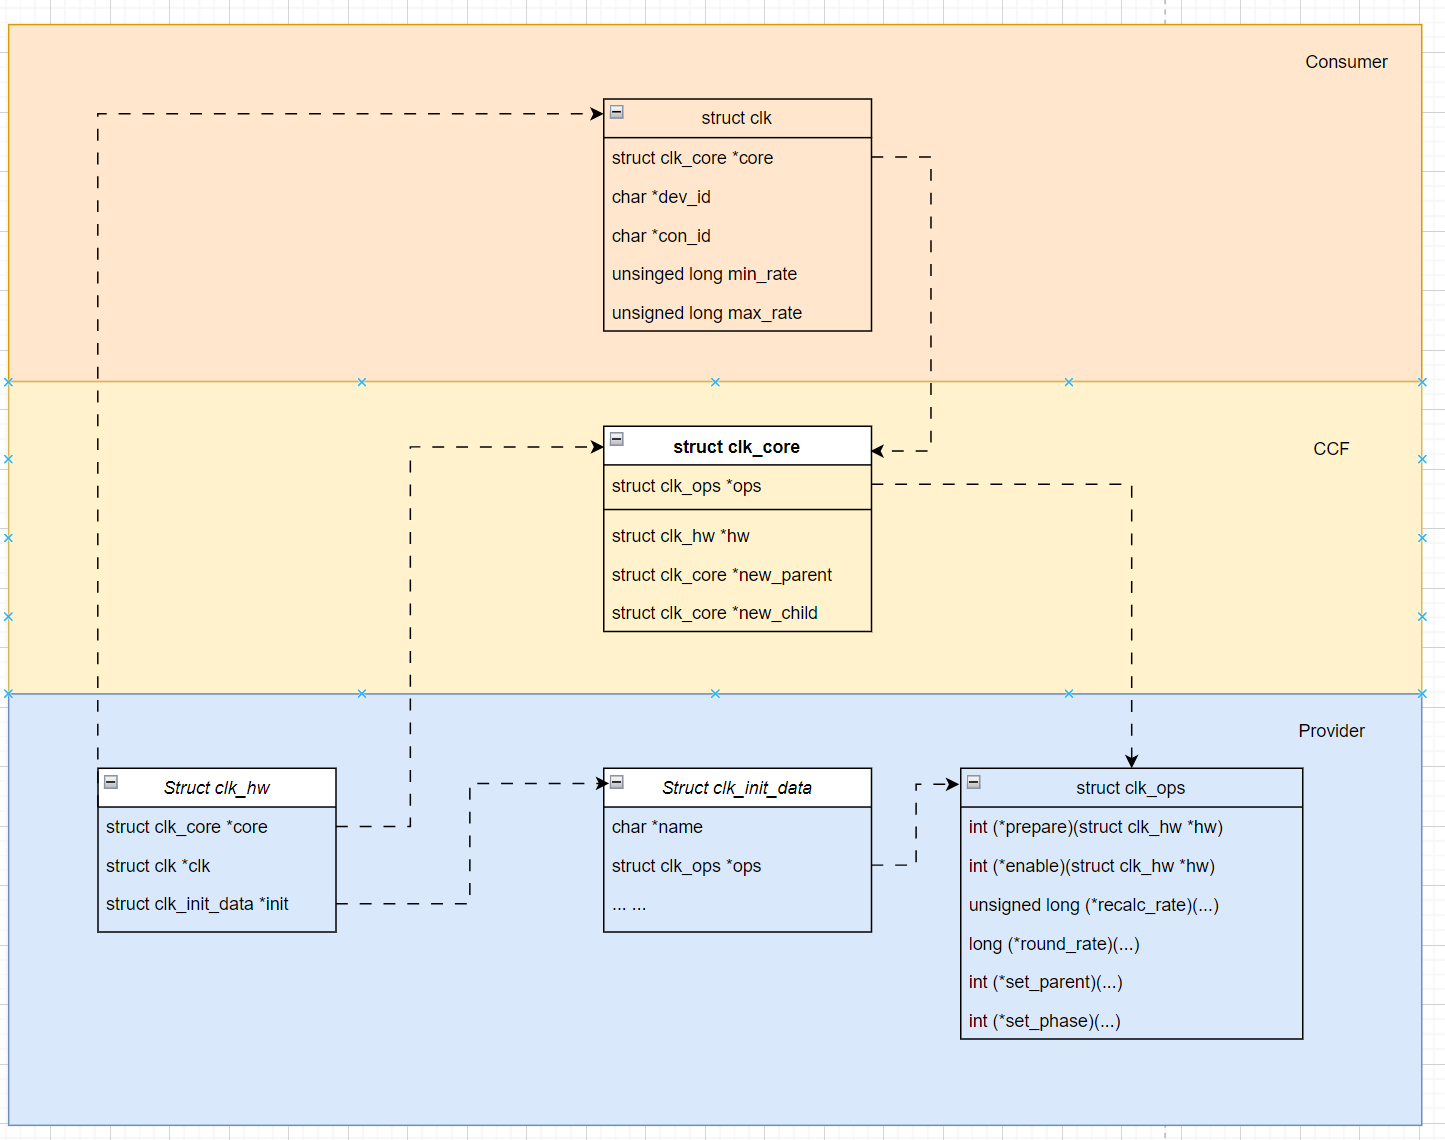 Consumer
struct clk
struct clk_core *core
char *dev_id
char *con_id
unsinged long min_rate
unsigned long max_rate
CCF
struct clk_core
struct clk_ops *ops
struct clk_hw *hw
struct clk_core *new_parent
struct clk_core *new_child
Provider
Struct clk_hw
struct clk_core *core
struct clk *clk
struct clk_init_data *init
Struct clk_init_data
char *name
struct clk_ops *ops
... ...
struct clk_ops
int (*prepare)(struct clk_hw *hw)
int (*enable)(struct clk_hw *hw)
unsigned long (*recalc_rate)(...)
long (*round_rate)(...)
int (*set_parent)(...)
int (*set_phase)(...)